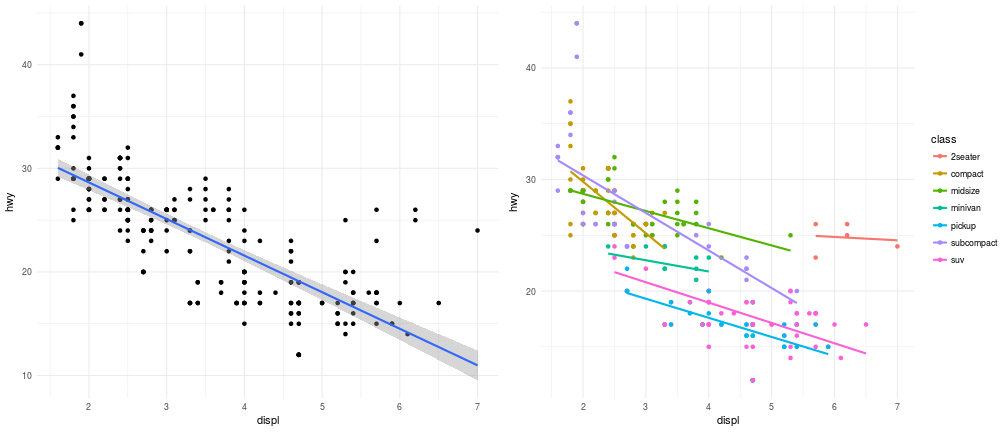 hwy
40
30
20
10
2 3 4 5 6 7
displ
hwy
40
30
20
2 3 4 5 6 7
displ
class
2seater
compact
midsize
minivan
pickup
subcompact
suv